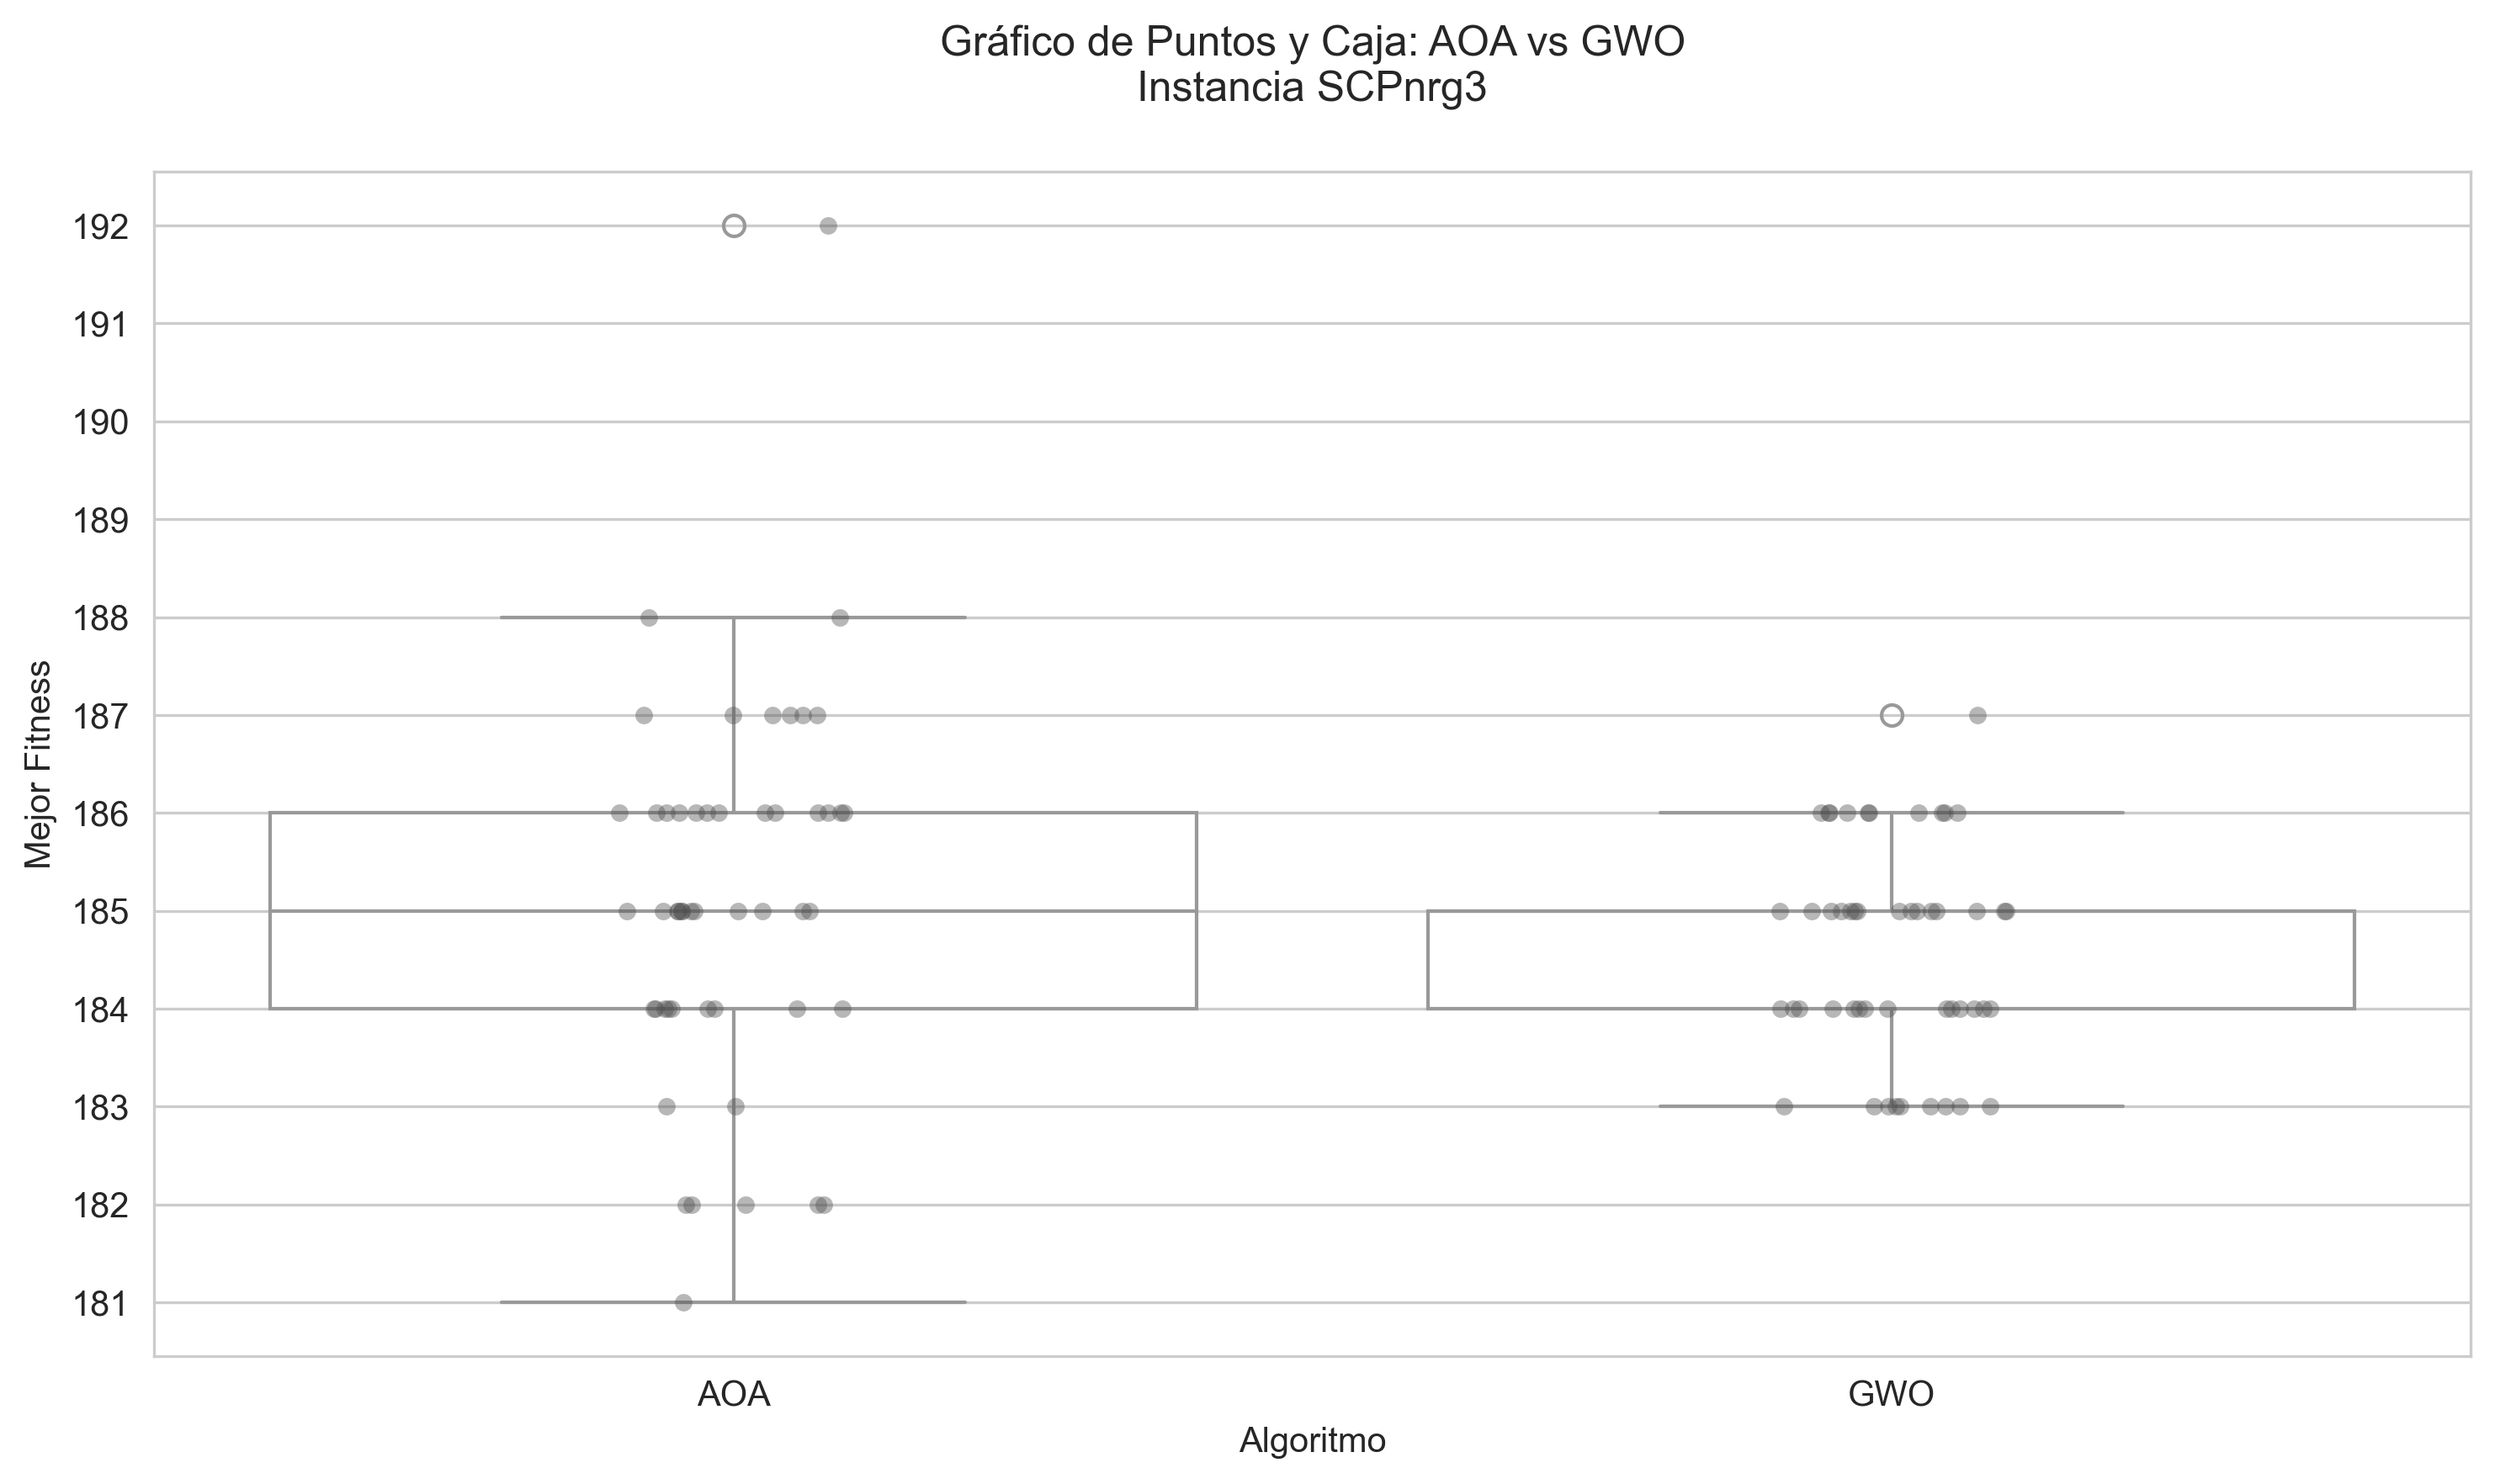 Gráfico de Puntos y Caja: AOA vs GWO
Instancia SCPnrg3
192
191
190
189
188
187
186
185
184
183
182
181
Mejor Fitness
AOA
GWO
Algoritmo